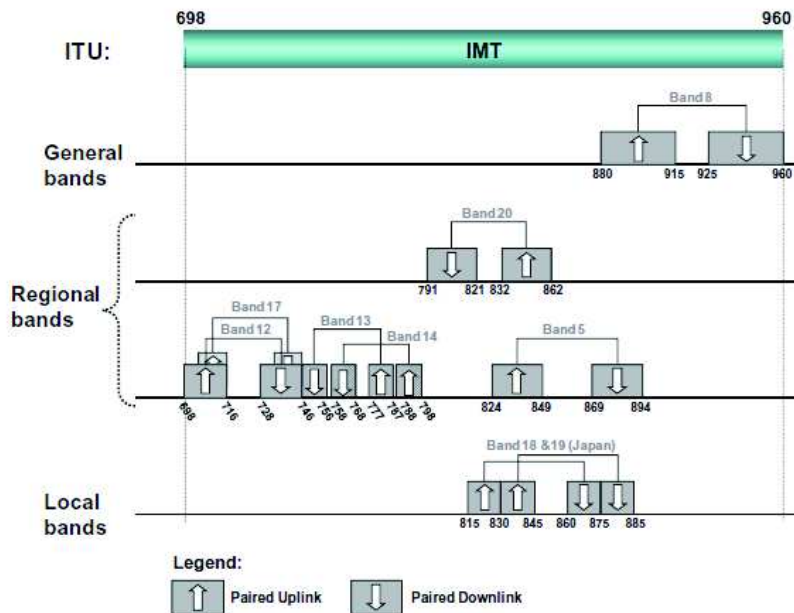 698 960
ITU: IMT
Band 8
General
bands
880 915 925 960
Band 20
791 821 832 862
Regional
bands
Band 17
Band 12 Band 13
Band 14
Band 5
698 716 728 746 756 758 768 777 787 788 798 824 849 869 894
Band 18 &19 (Japan)
Local
bands
815 830 845 860 875 885
Legend:
Paired Uplink Paired Downlink